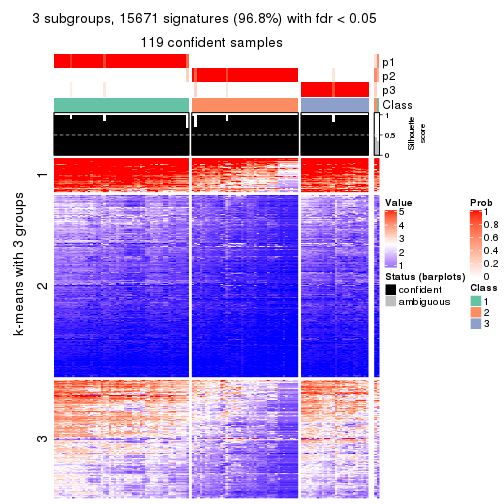 3 subgroups, 15671 signatures (96.8%) with fdr < 0.05
119 confident samples
p1
p2
p3
Class
1
0.5
0
Silhouette
score
k-means with 3 groups
1
2
3
Value
5
4
3
2
1
Status (barplots)
confident
ambiguous
Prob
1
0.8
0.6
0.4
0.2
0
Class
1
2
3